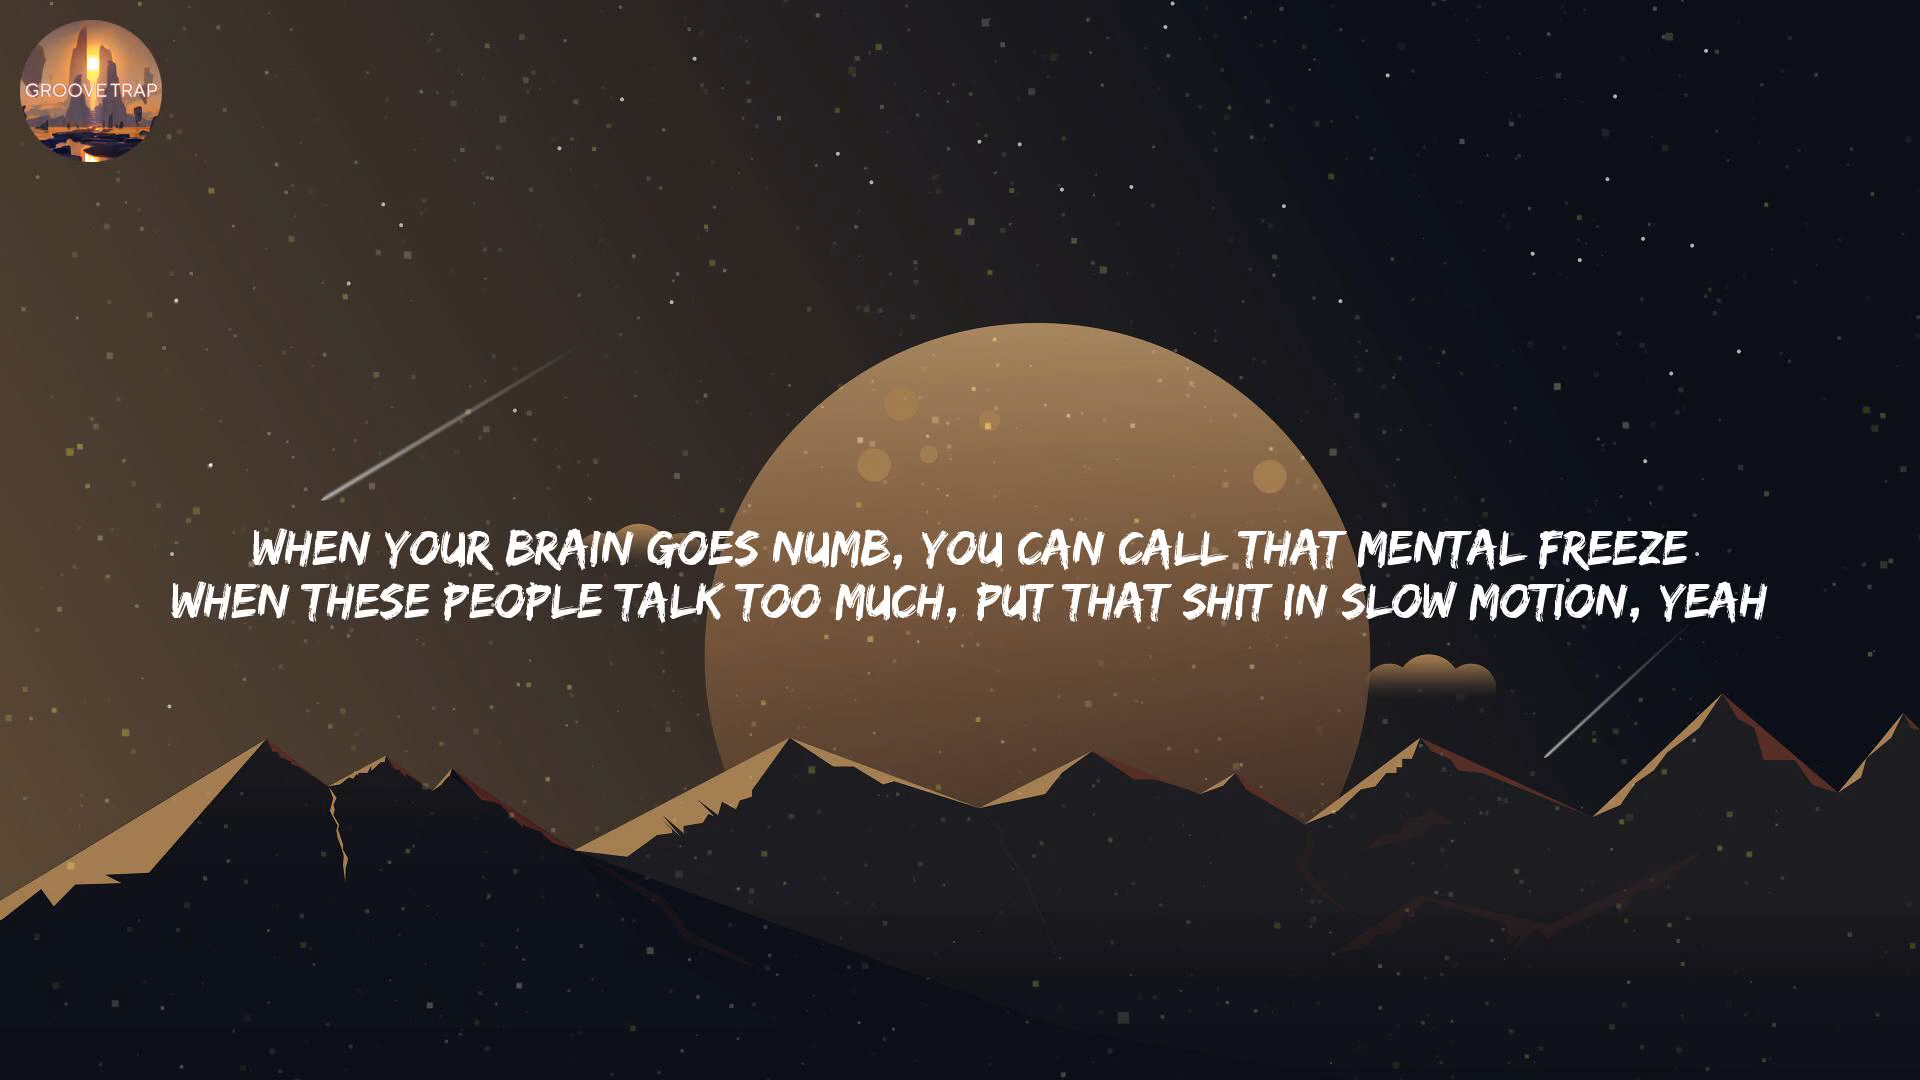 GROOVE TRAP
WHEN YOUR BRAIN GOES NUMB, YOU CAN CALL THAT MENTAL FREEZE
WHEN THESE PEOPLE TALK TOO MUCH, PUT THAT SHIT IN SLOW MOTION, YEAH